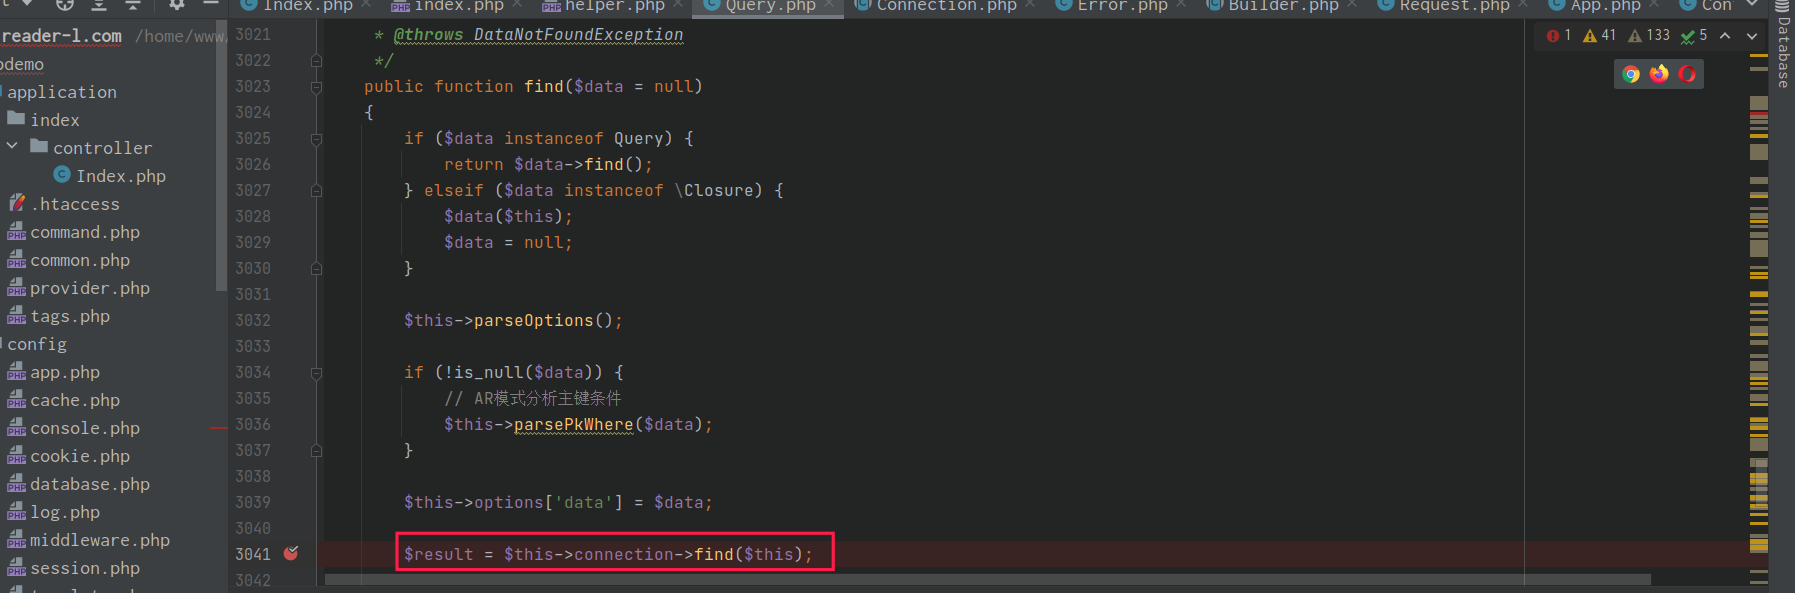 Index.php index.php helper.php Query.php Connection.php Error.php Builder.php Request.php App.php Con
reader-l.com /home/www/
odemo
application
index
controller
Index.php
.htaccess
command.php
common.php
provider.php
tags.php
config
app.php
cache.php
console.php
cookie.php
database.php
log.php
middleware.php
session.php
1 41 133 5
Database
3021 * @throws DataNotFoundException
3022 */
3023 public function find($data = null)
3024 {
3025 if ($data instanceof Query) {
3026 return $data->find();
3027 } elseif ($data instanceof \Closure) {
3028 $data($this);
3029 $data = null;
3030 }
3031
3032 $this->parseOptions();
3033
3034 if (!is_null($data)) {
3035 // AR模式分析主键条件
3036 $this->parsePkWhere($data);
3037 }
3038
3039 $this->options['data'] = $data;
3040
3041 $result = $this->connection->find($this);
3042